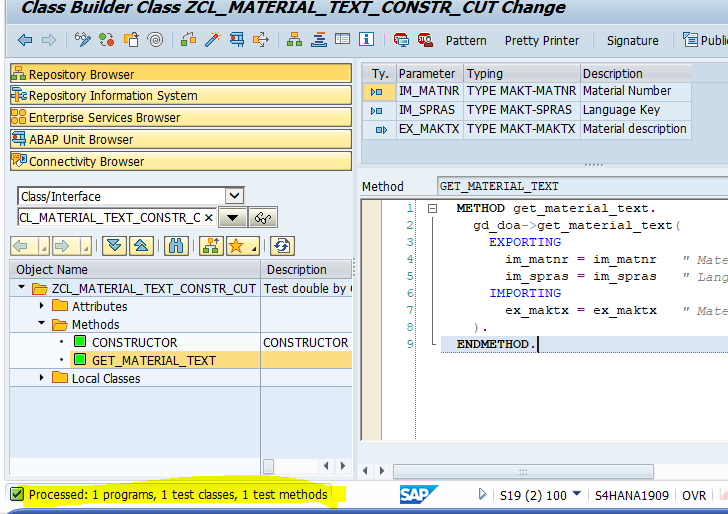 Class Builder Class ZCL_MATERIAL_TEXT_CONSTR_CUT Change
Pattern Pretty Printer Signature
Repository Browser
Repository Information System
Enterprise Services Browser
ABAP Unit Browser
Connectivity Browser
Class/Interface
CL_MATERIAL_TEXT_CONSTR_C
Object Name Description
ZCL_MATERIAL_TEXT_CONSTR_CUT Test double by
Attributes
Methods
CONSTRUCTOR CONSTRUCTOR
GET_MATERIAL_TEXT
Local Classes
Ty. Parameter Typing Description
IM_MATNR TYPE MAKT-MATNR Material Number
IM_SPRAS TYPE MAKT-SPRAS Language Key
EX_MAKTX TYPE MAKT-MAKTX Material description
Method GET_MATERIAL_TEXT
1 METHOD get_material_text.
2 gd_doa->get_material_text(
3 EXPORTING
4 im_matnr = im_matnr " Mate
5 im_spras = im_spras " Lang
6 IMPORTING
7 ex_maktx = ex_maktx " Mate
8 ).
9 ENDMETHOD.
Processed: 1 programs, 1 test classes, 1 test methods
SAP S19 (2) 100 S4HANA1909 OVR